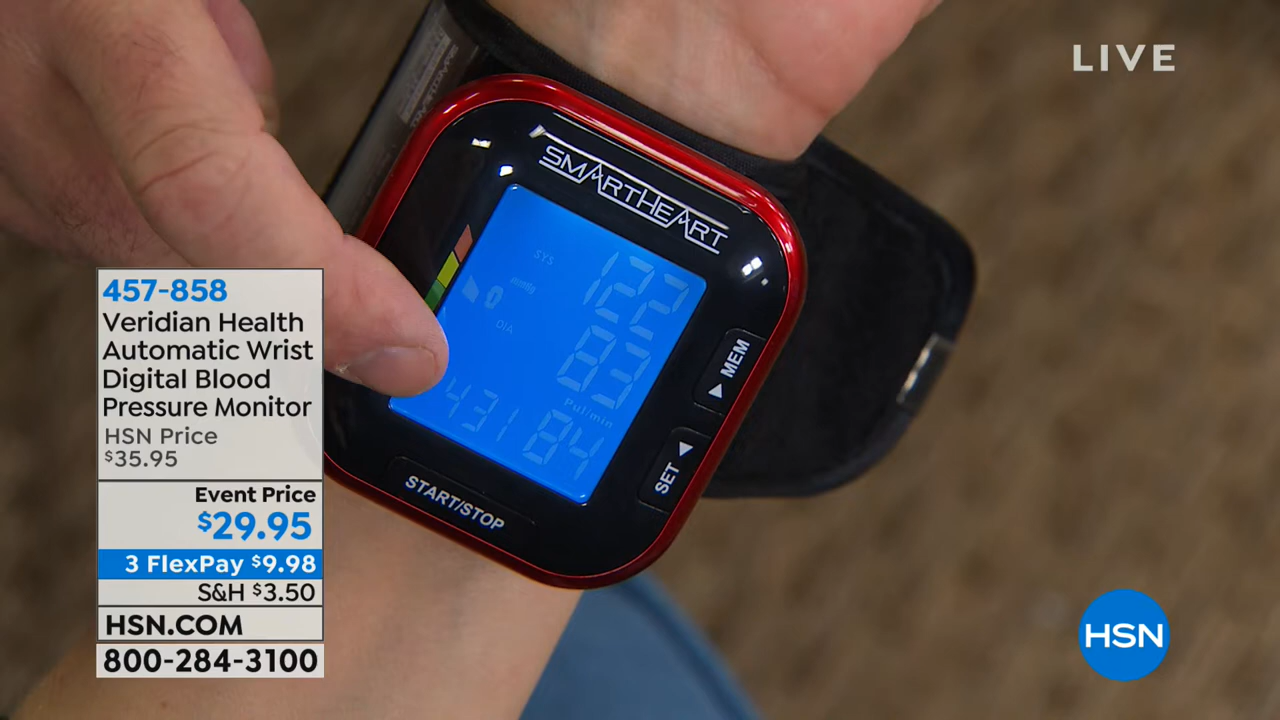 LIVE
SMARTHEART
SYS
122
mmHg
DIA
83
Pul/min
84
431
MEM
SET
START/STOP
457-858
Veridian Health
Automatic Wrist
Digital Blood
Pressure Monitor
HSN Price
$35.95
Event Price
$29.95
3 FlexPay $9.98
S&H $3.50
HSN.COM
800-284-3100
HSN